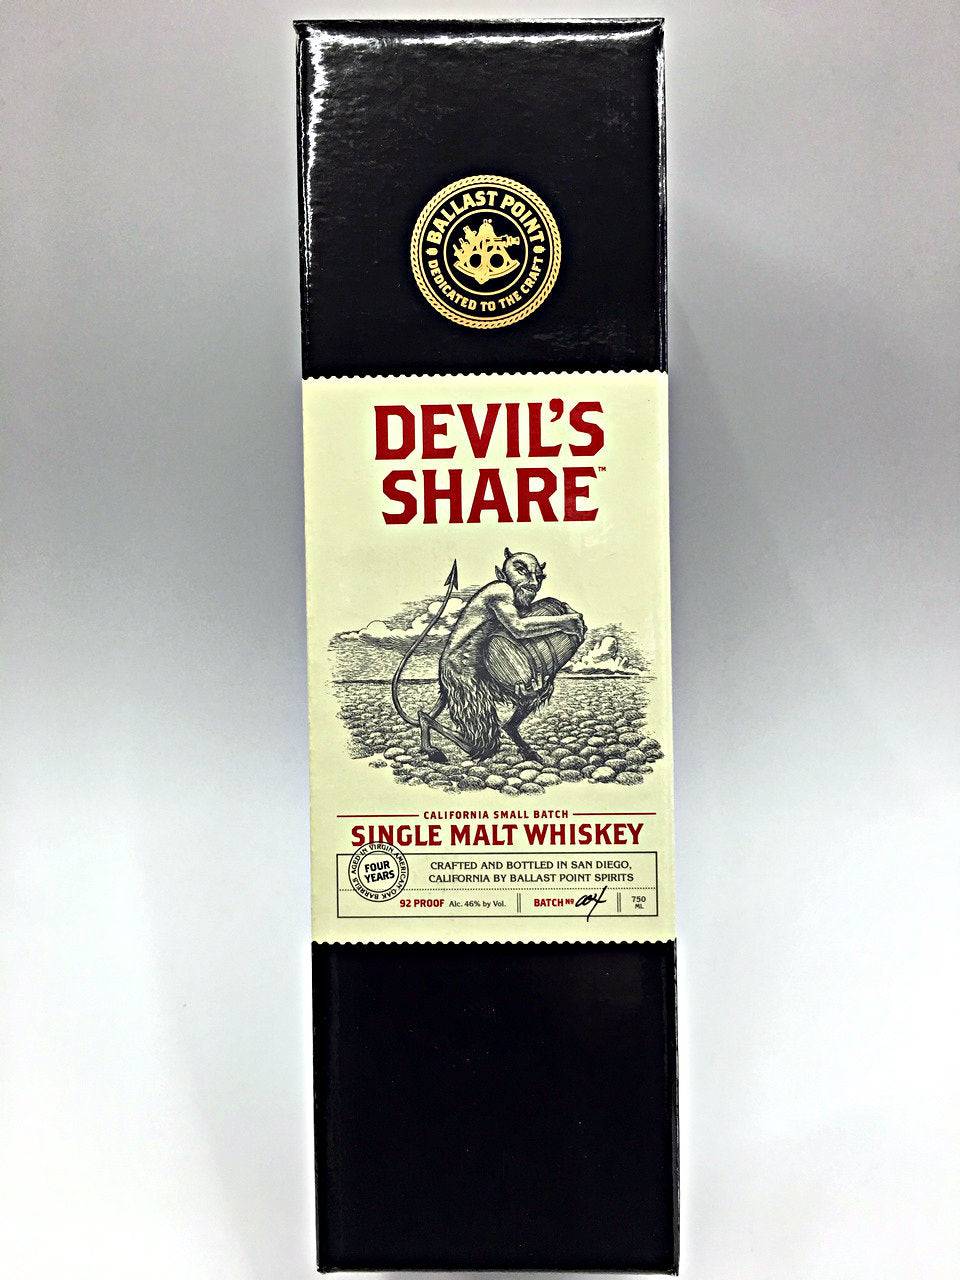 BALLAST POINT
DEDICATED TO THE CRAFT
DEVIL'S
SHARE™
CALIFORNIA SMALL BATCH
SINGLE MALT WHISKEY
AGED IN VIRGIN AMERICAN OAK BARRELS
FOUR
YEARS
CRAFTED AND BOTTLED IN SAN DIEGO,
CALIFORNIA BY BALLAST POINT SPIRITS
92 PROOF Alc. 46% by Vol. BATCH Nº 004 750 ML